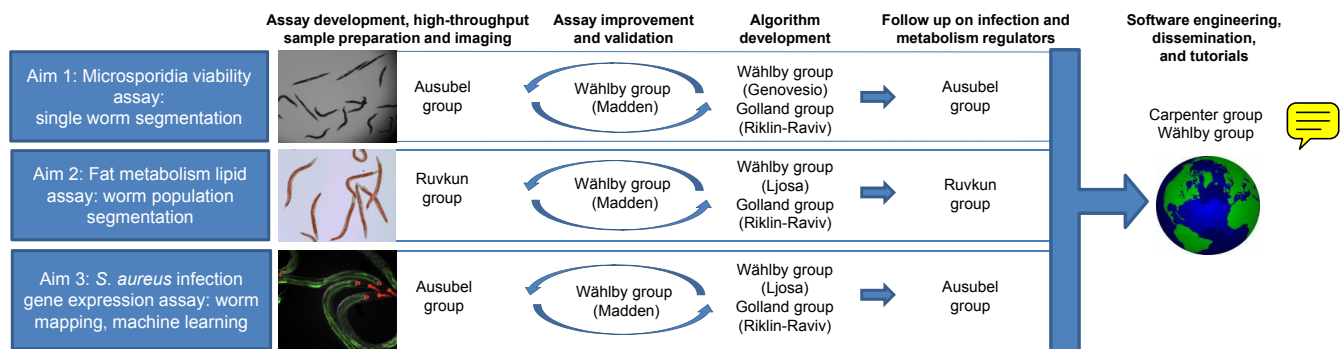 Assay development, high-throughput
sample preparation and imaging
Assay improvement
and validation
Algorithm
development
Follow up on infection and
metabolism regulators
Software engineering,
dissemination,
and tutorials
Aim 1: Microsporidia viability
assay:
single worm segmentation
Ausubel
group
Wählby group
(Madden)
Wählby group
(Genovesio)
Golland group
(Riklin-Raviv)
Ausubel
group
Aim 2: Fat metabolism lipid
assay: worm population
segmentation
Ruvkun
group
Wählby group
(Madden)
Wählby group
(Ljosa)
Golland group
(Riklin-Raviv)
Ruvkun
group
Aim 3: S. aureus infection
gene expression assay: worm
mapping, machine learning
Ausubel
group
Wählby group
(Madden)
Wählby group
(Ljosa)
Golland group
(Riklin-Raviv)
Ausubel
group
Carpenter group
Wählby group